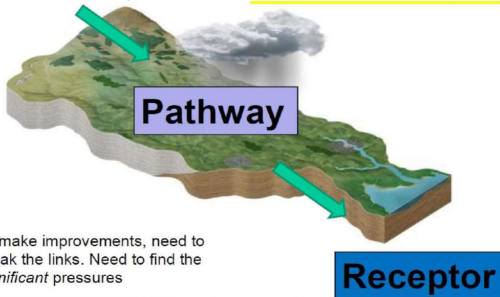 Pathway
make improvements, need to
ak the links. Need to find the
nificant pressures
Receptor